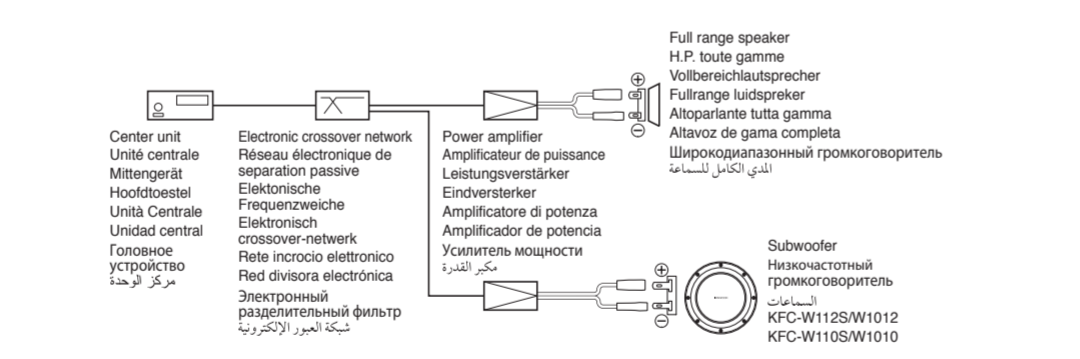 Center unit
Unité centrale
Mittengerät
Hoofdtoestel
Unità Centrale
Unidad central
Головное
устройство
مركز الوحدة
Electronic crossover network
Réseau électronique de
separation passive
Elektonische
Frequenzweiche
Elektronisch
crossover-netwerk
Rete incrocio elettronico
Red divisora electrónica
Электронный
разделительный фильтр
شبكة العبور الإلكترونية
Power amplifier
Amplificateur de puissance
Leistungsverstärker
Eindversterker
Amplificatore di potenza
Amplificador de potencia
Усилитель мощности
مكبر القدرة
Full range speaker
H.P. toute gamme
Vollbereichlautsprecher
Fullrange luidspreker
Altoparlante tutta gamma
Altavoz de gama completa
Широкодиапазонный громкоговоритель
المدي الكامل للسماعة
+
−
Subwoofer
Низкочастотный
громкоговоритель
السماعات
KFC-W112S/W1012
KFC-W110S/W1010
+
−